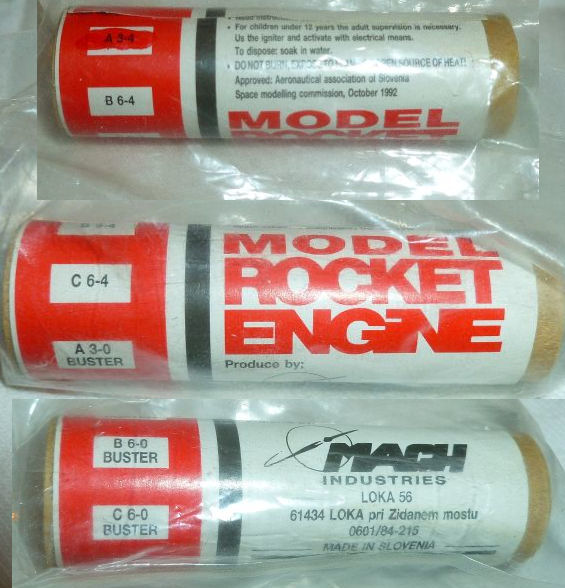 A 3-4
B 6-4
• For children under 12 years the adult supervision is necessary.
Us the igniter and activate with electrical means.
To dispose: soak in water.
• DO NOT BURN, SOURCE OF HEAT!
Approved: Aeronautical association of Slovenia
Space modelling commission, October 1992
MODEL
ROCKET
C 6-4
A 3-0
BUSTER
MODEL
ROCKET
ENGINE
Produce by:
B 6-0
BUSTER
C 6-0
BUSTER
MACH
INDUSTRIES
LOKA 56
61434 LOKA pri Zidanem mostu
0601/84-215
MADE IN SLOVENIA